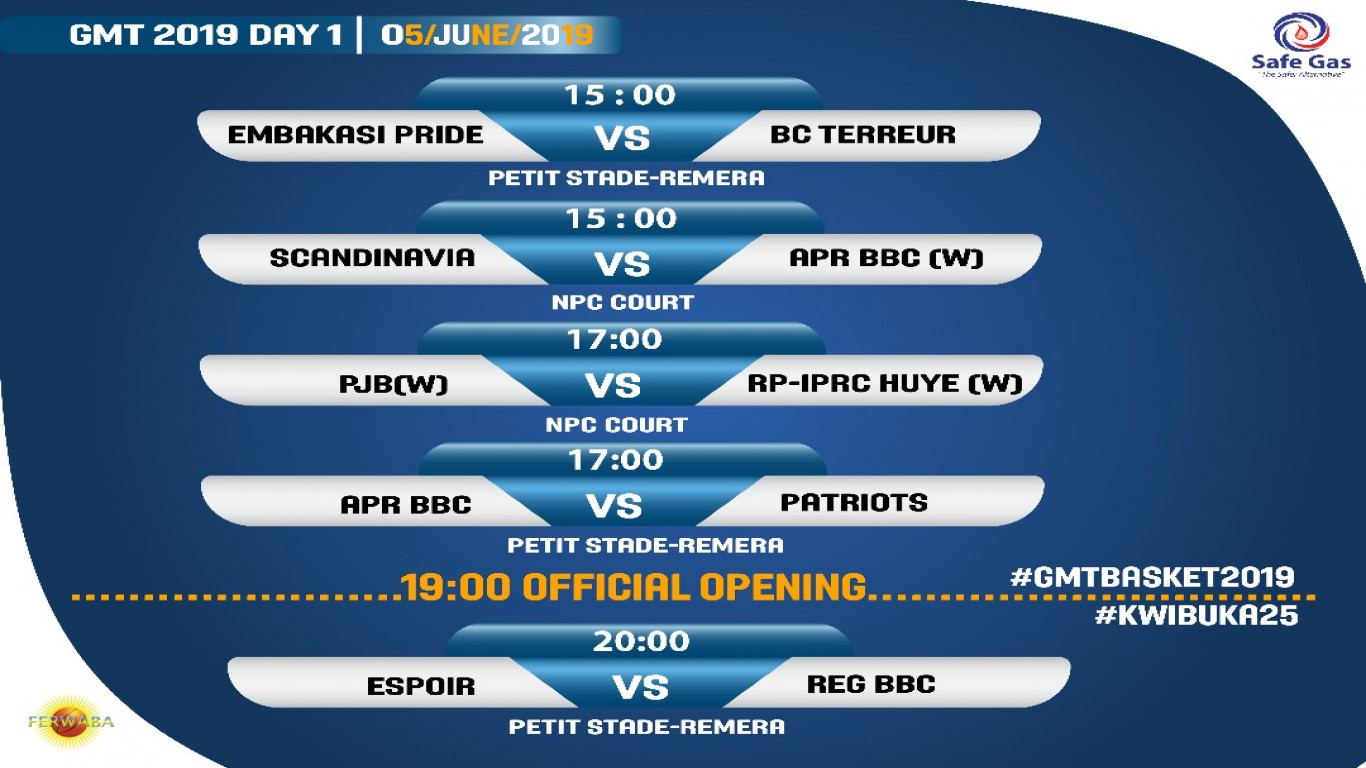 GMT 2019 DAY 1 | 05/JUNE/2019
Safe Gas
"The Safer Alternative"
15 : 00
EMBAKASI PRIDE VS BC TERREUR
PETIT STADE-REMERA
15 : 00
SCANDINAVIA VS APR BBC (W)
NPC COURT
17:00
PJB(W) VS RP-IPRC HUYE (W)
NPC COURT
17:00
APR BBC VS PATRIOTS
PETIT STADE-REMERA
#GMTBASKET2019
.......................19:00 OFFICIAL OPENING...............................
#KWIBUKA25
20:00
ESPOIR VS REG BBC
PETIT STADE-REMERA
FERWABA